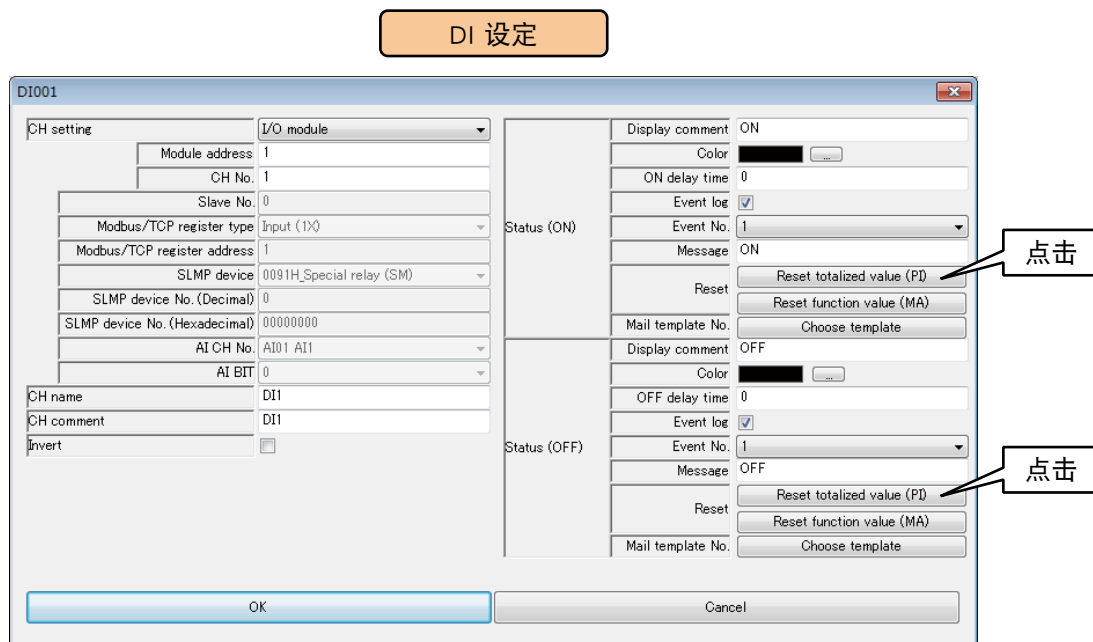 DI 设定
DI001
CH setting I/O module
Module address 1
CH No. 1
Slave No. 0
Modbus/TCP register type Input (1X)
Modbus/TCP register address 1
SLMP device 0091H_Special relay (SM)
SLMP device No. (Decimal) 0
SLMP device No. (Hexadecimal) 00000000
AI CH No. AI01 AI1
AI BIT 0
CH name DI1
CH comment DI1
Invert
Status (ON)
Display comment ON
Color ...
ON delay time 0
Event log
Event No. 1
Message ON
Reset
Reset totalized value (PI)
Reset function value (MA)
Mail template No. Choose template
点击
Status (OFF)
Display comment OFF
Color ...
OFF delay time 0
Event log
Event No. 1
Message OFF
Reset
Reset totalized value (PI)
Reset function value (MA)
Mail template No. Choose template
点击
OK
Cancel